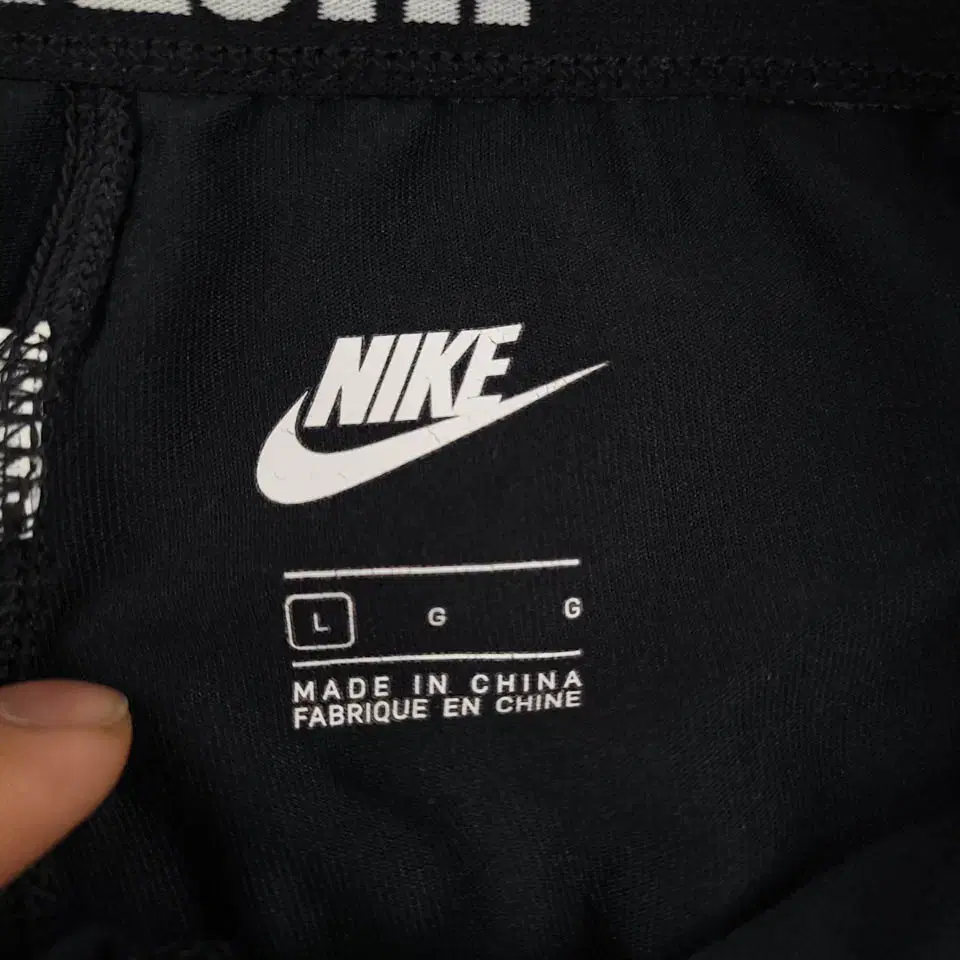 NIKE
L G G
MADE IN CHINA
FABRIQUE EN CHINE